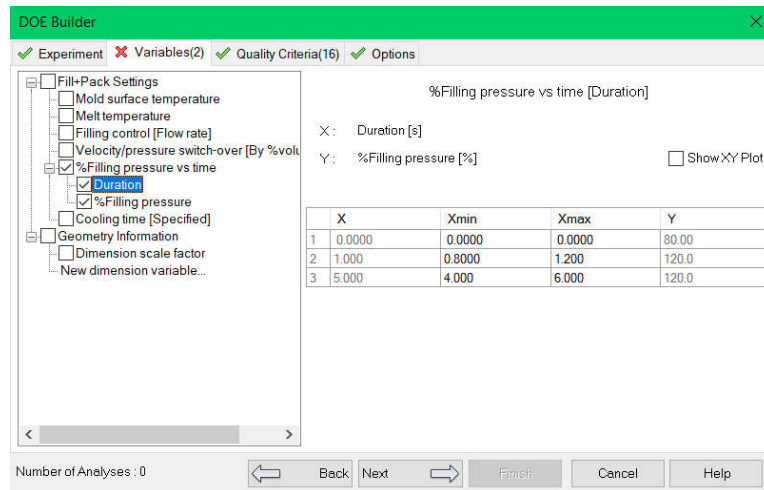 DOE Builder
Experiment Variables(2) Quality Criteria(16) Options
Fill+Pack Settings
Mold surface temperature
Melt temperature
Filling control [Flow rate]
Velocity/pressure switch-over [By %volu
%Filling pressure vs time
Duration
%Filling pressure
Cooling time [Specified]
Geometry Information
Dimension scale factor
New dimension variable...
%Filling pressure vs time [Duration]
X : Duration [s]
Y : %Filling pressure [%]
Show XY Plot
X Xmin Xmax Y
1 0.0000 0.0000 0.0000 80.00
2 1.000 0.8000 1.200 120.0
3 5.000 4.000 6.000 120.0
Number of Analyses : 0 Back Next Finish Cancel Help